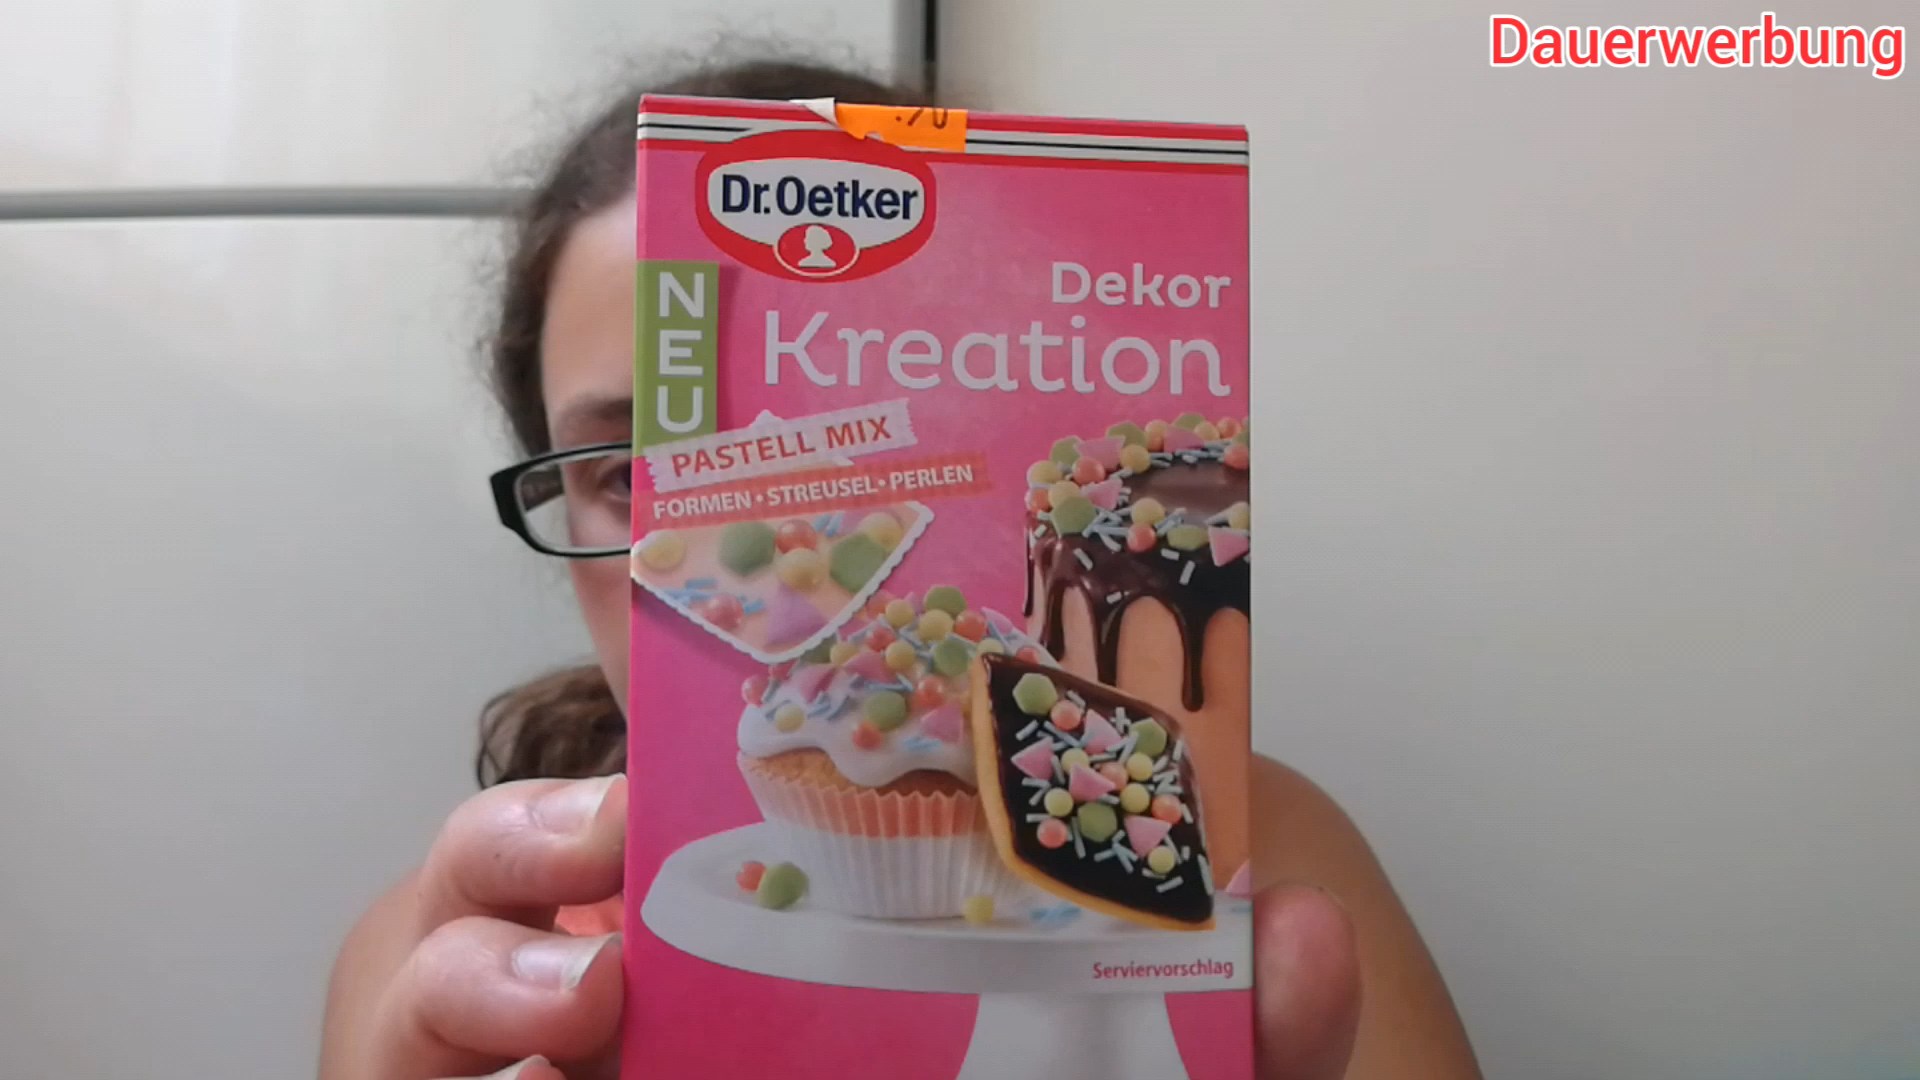 Dauerwerbung
Dr.Oetker
NEU
Dekor
Kreation
PASTELL MIX
FORMEN • STREUSEL • PERLEN
Serviervorschlag